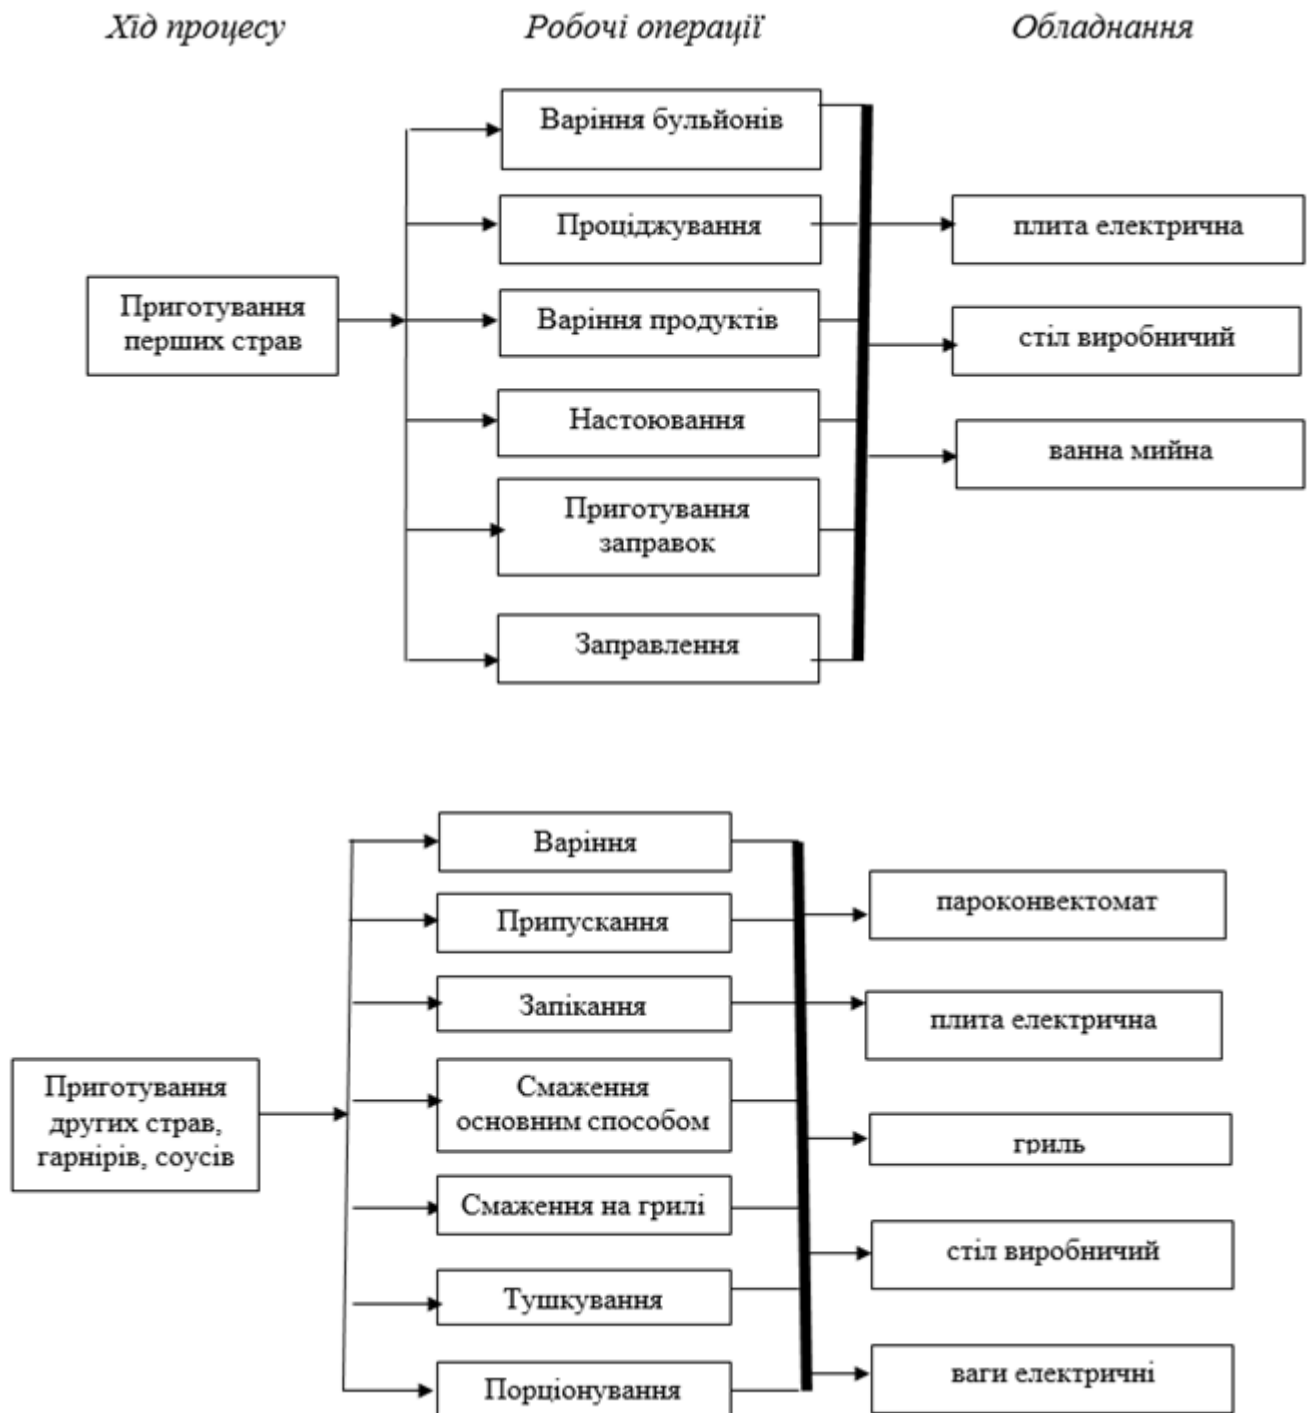 Хід процесу
Робочі операції
Обладнання
Приготування
перших страв
Варіння бульйонів
Проціджування
Варіння продуктів
Настоювання
Приготування
заправок
Заправлення
плита електрична
стіл виробничий
ванна мийна
Приготування
других страв,
гарнірів, соусів
Варіння
Припускання
Запікання
Смаження
основним способом
Смаження на грилі
Тушкування
Порціонування
пароконвектомат
плита електрична
гриль
стіл виробничий
ваги електричні